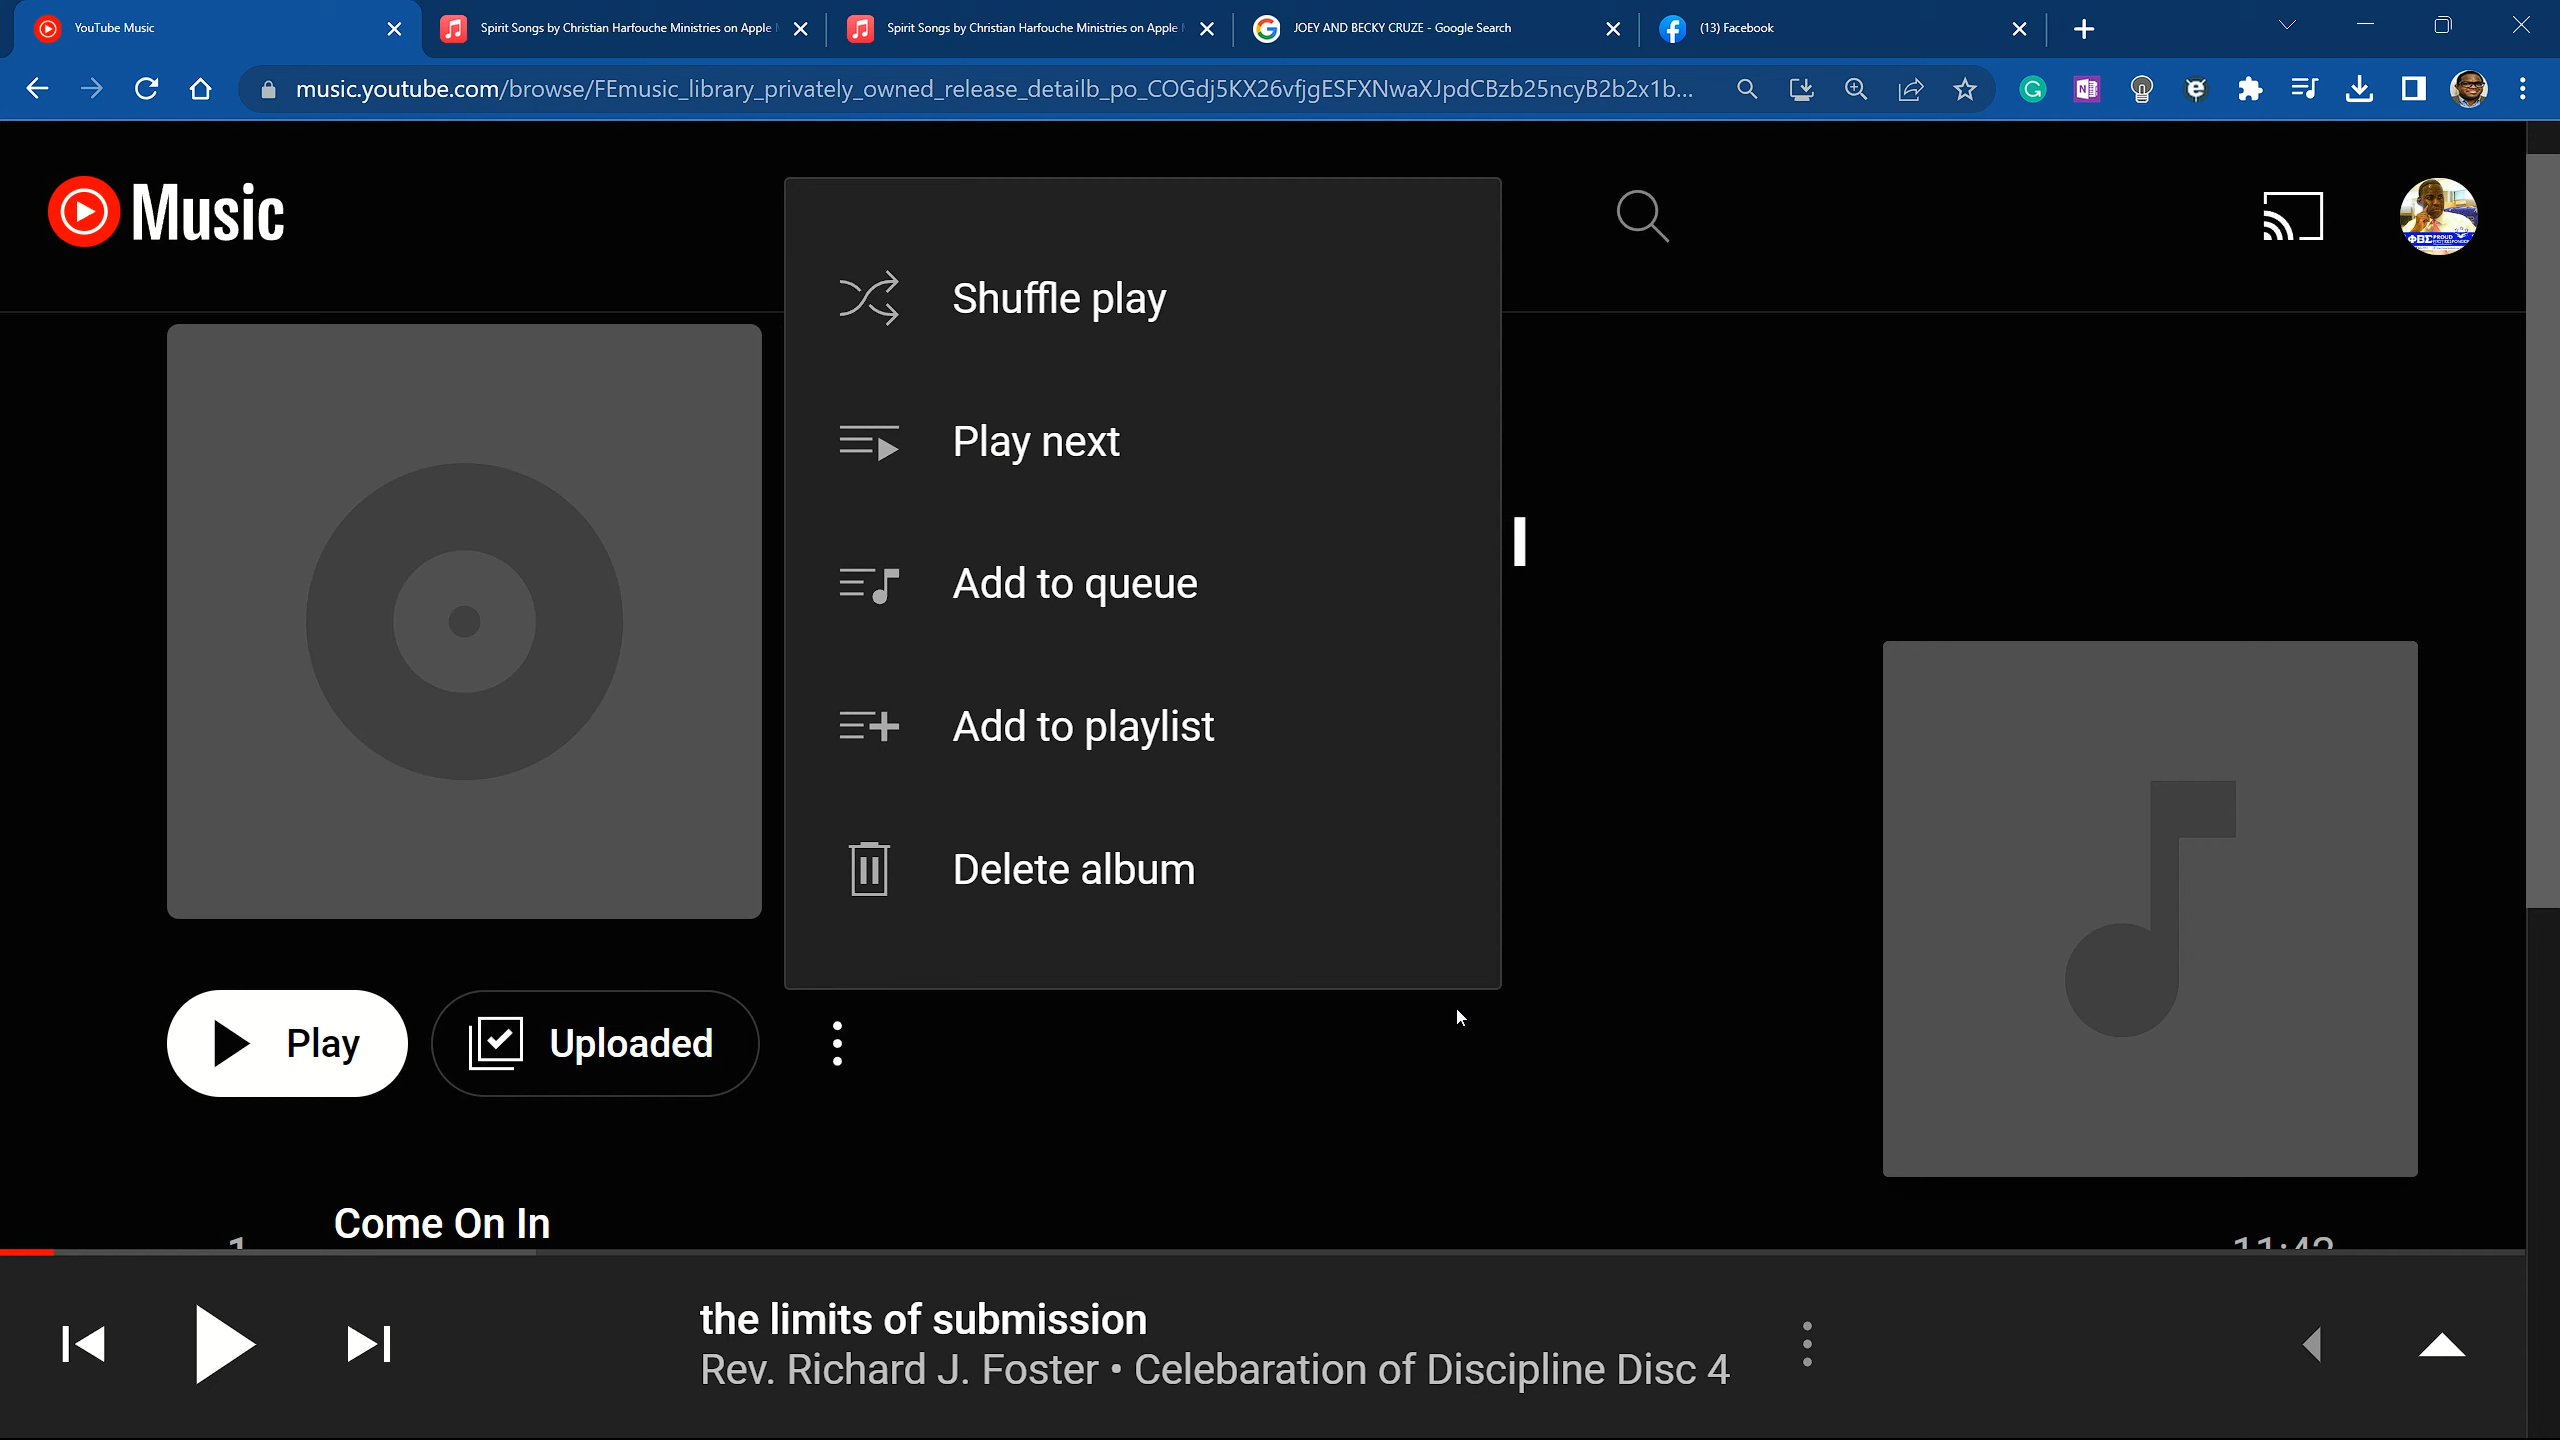 YouTube Music
Spirit Songs by Christian Harfouche Ministries on Apple
Spirit Songs by Christian Harfouche Ministries on Apple
JOEY AND BECKY CRUZE - Google Search
(13) Facebook
music.youtube.com/browse/FEmusic_library_privately_owned_release_detailb_po_COGdj5KX26vfjgESFXNwaXJpdCBzb25ncyB2b2x1b...
Music
Shuffle play
Play next
Add to queue
Add to playlist
Delete album
Play
Uploaded
Come On In
1
11:42
the limits of submission
Rev. Richard J. Foster • Celebaration of Discipline Disc 4